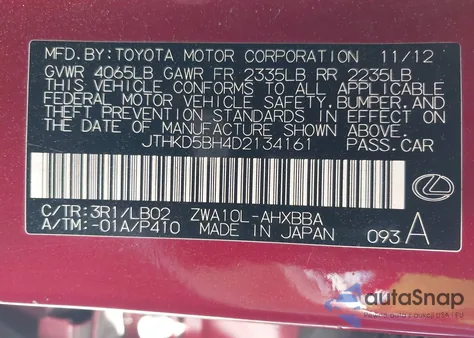 MFD. BY: TOYOTA MOTOR CORPORATION 11/12
GVWR 4065LB GAWR FR 2335LB RR 2235LB
THIS VEHICLE CONFORMS TO ALL APPLICABLE
FEDERAL MOTOR VEHICLE SAFETY, BUMPER, AND
THEFT PREVENTION STANDARDS IN EFFECT ON
THE DATE OF MANUFACTURE SHOWN ABOVE.
JTHKD5BH4D2134161 PASS.CAR
C/TR: 3R1/LB02 ZWA10L-AHXBBA
A/TM: -01A/P410 MADE IN JAPAN 093 A
autaSnap